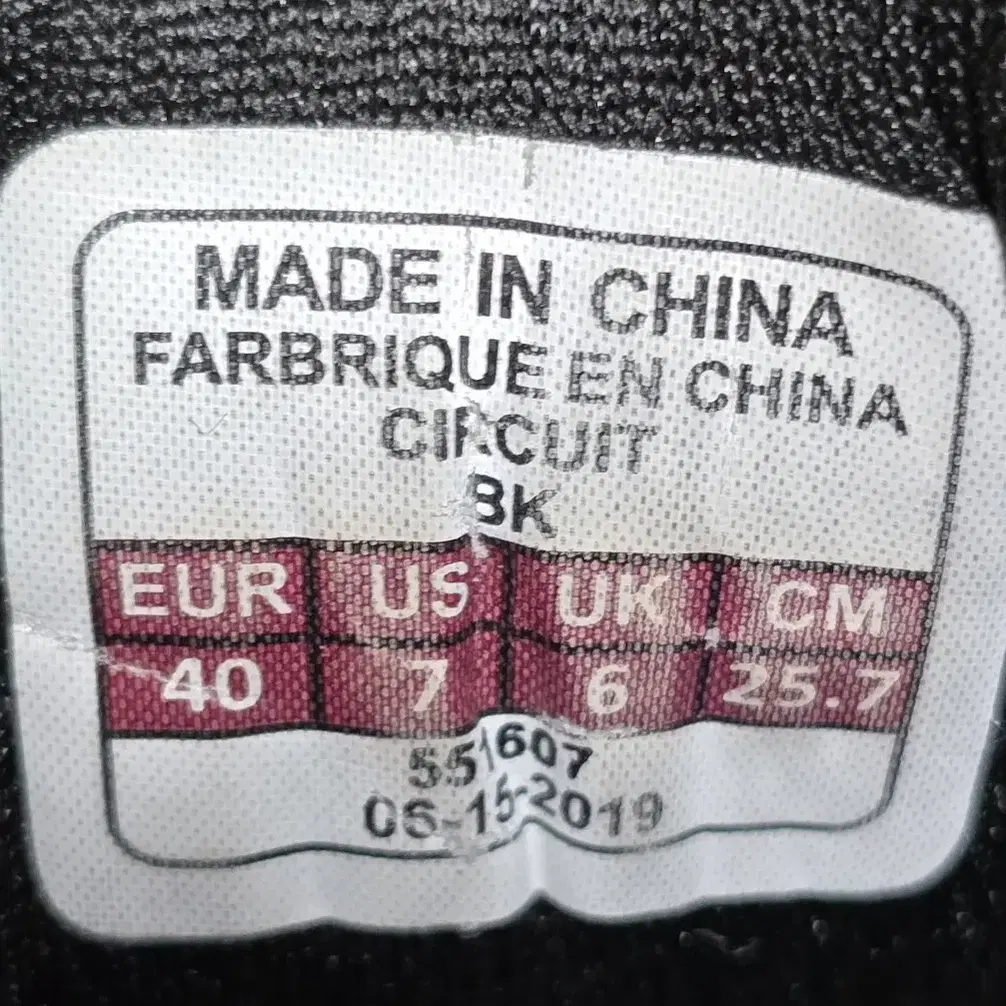 MADE IN CHINA
FARBRIQUE EN CHINA
CIRCUIT
BK
EUR US UK CM
40 7 6 25.7
551607
06-15-2019